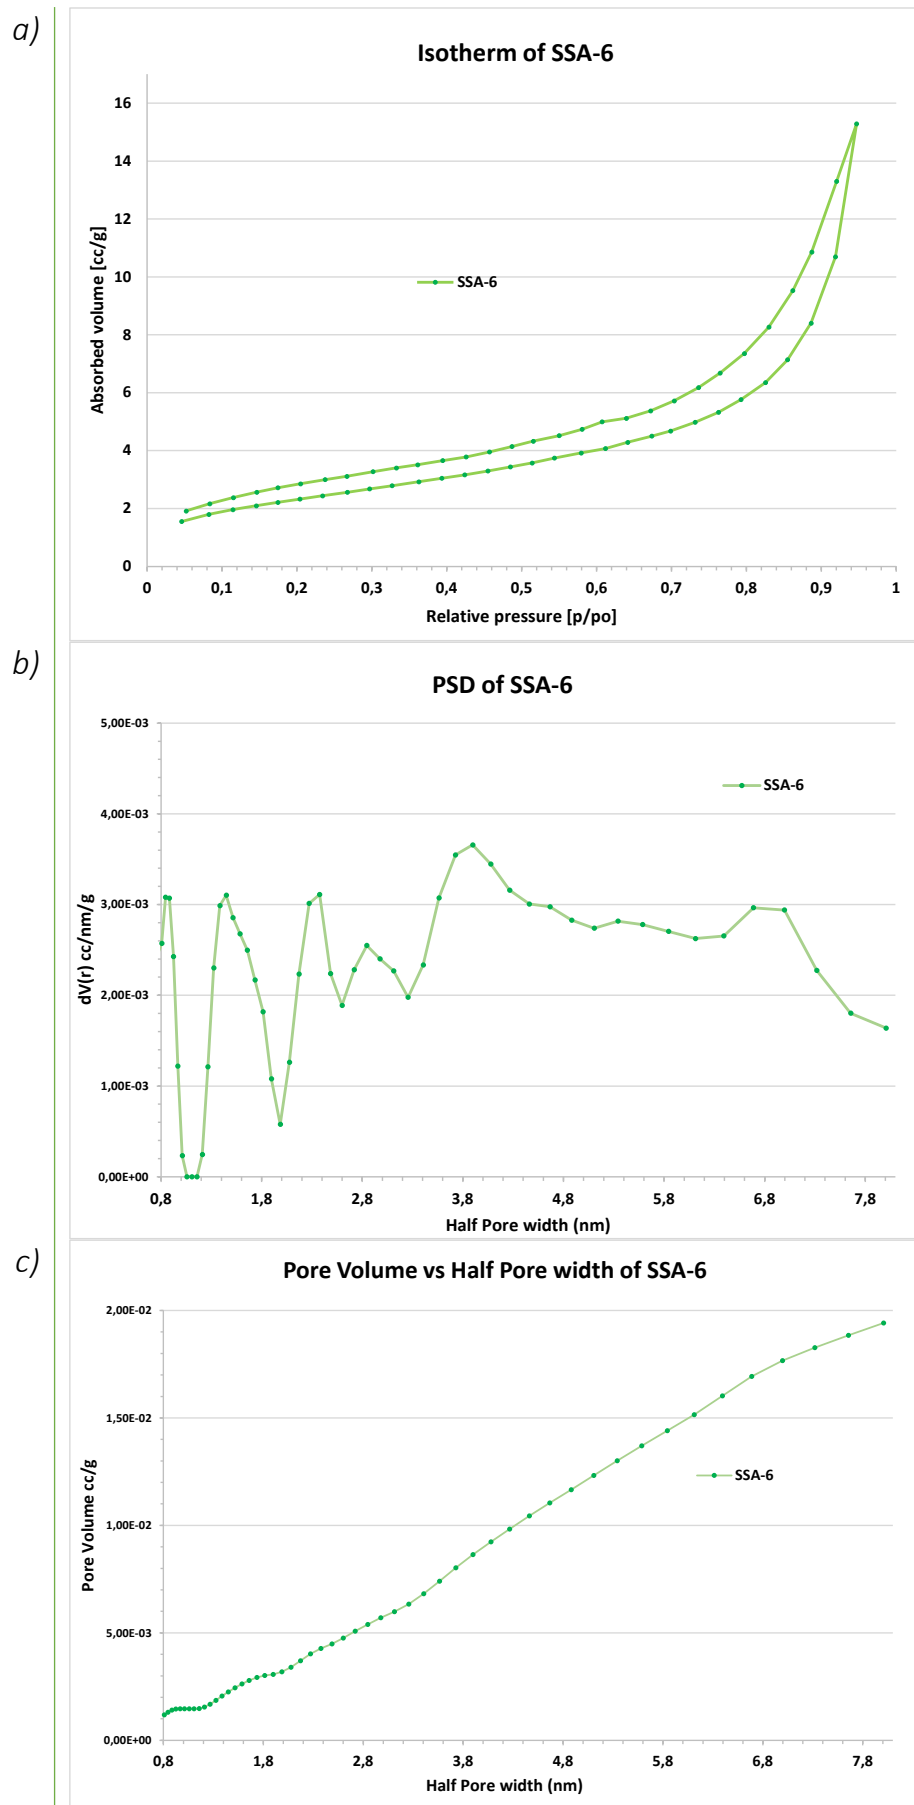 a)
Isotherm of SSA-6
Absorbed volume [cc/g]
16
14
12
10
8
6
4
2
0
SSA-6
0 0,1 0,2 0,3 0,4 0,5 0,6 0,7 0,8 0,9 1
Relative pressure [p/po]
b)
PSD of SSA-6
dV(r) cc/nm/g
5,00E-03
4,00E-03
3,00E-03
2,00E-03
1,00E-03
0,00E+00
SSA-6
0,8 1,8 2,8 3,8 4,8 5,8 6,8 7,8
Half Pore width (nm)
c)
Pore Volume vs Half Pore width of SSA-6
Pore Volume cc/g
2,00E-02
1,50E-02
1,00E-02
5,00E-03
0,00E+00
SSA-6
0,8 1,8 2,8 3,8 4,8 5,8 6,8 7,8
Half Pore width (nm)